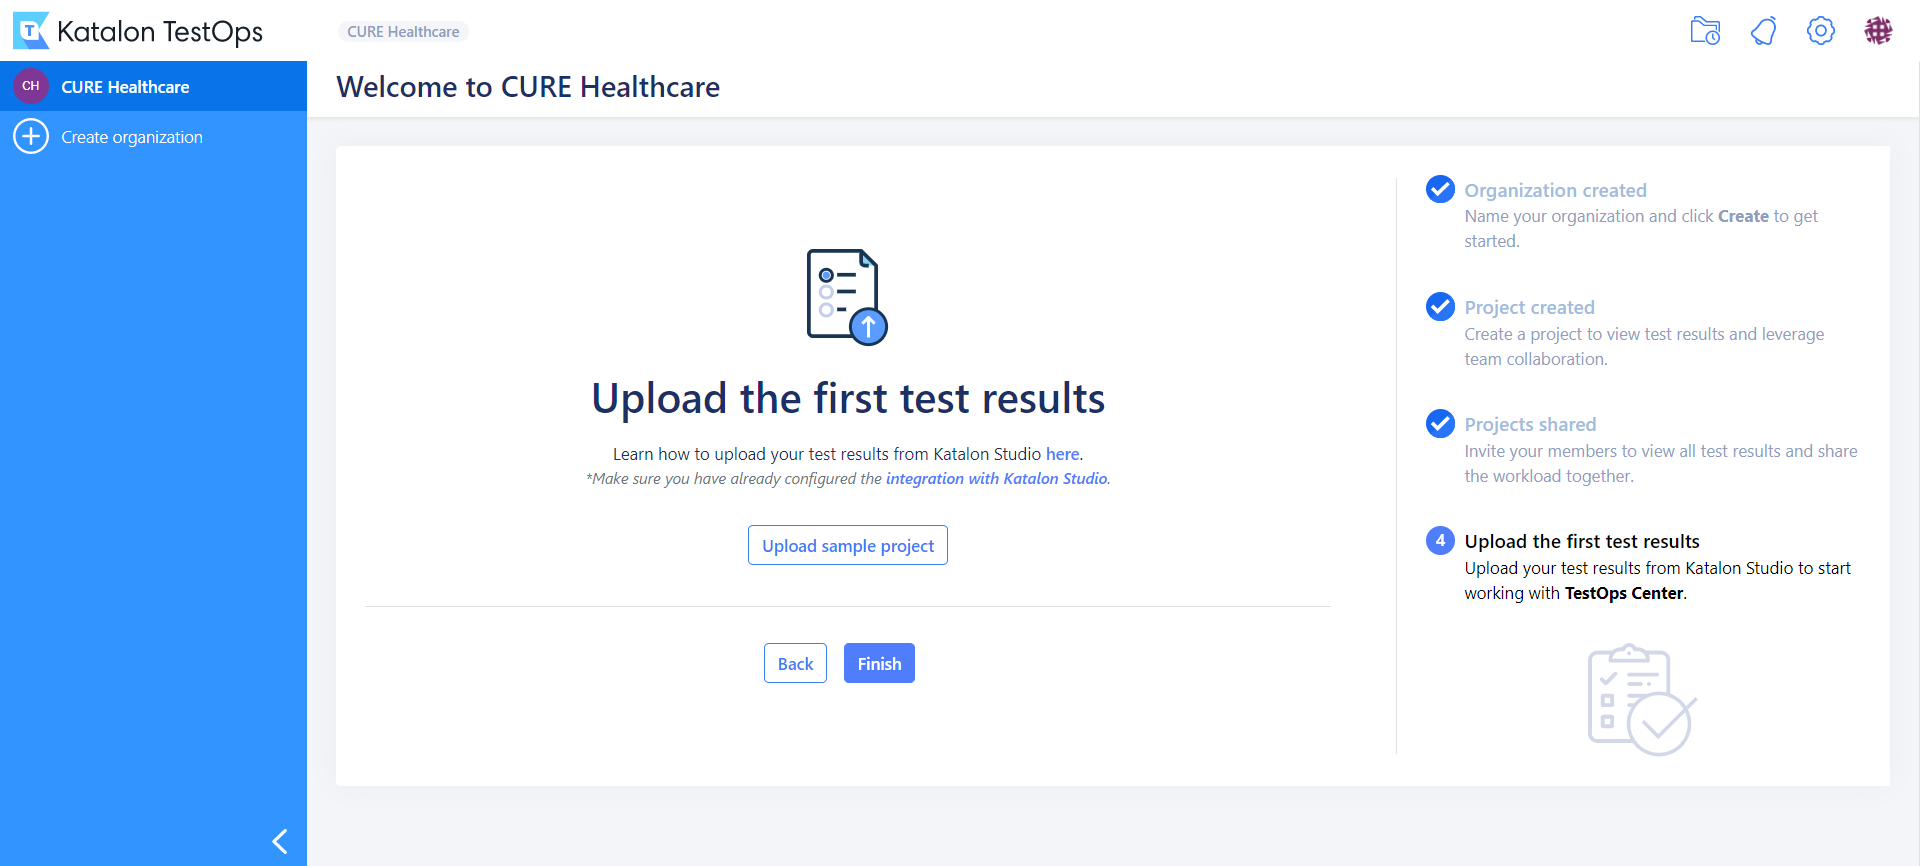 Katalon TestOps
CURE Healthcare
CH
CURE Healthcare
Create organization
Welcome to CURE Healthcare
Upload the first test results
Learn how to upload your test results from Katalon Studio here.
*Make sure you have already configured the integration with Katalon Studio.
Upload sample project
Back
Finish
Organization created
Name your organization and click Create to get
started.
Project created
Create a project to view test results and leverage
team collaboration.
Projects shared
Invite your members to view all test results and share
the workload together.
4
Upload the first test results
Upload your test results from Katalon Studio to start
working with TestOps Center.